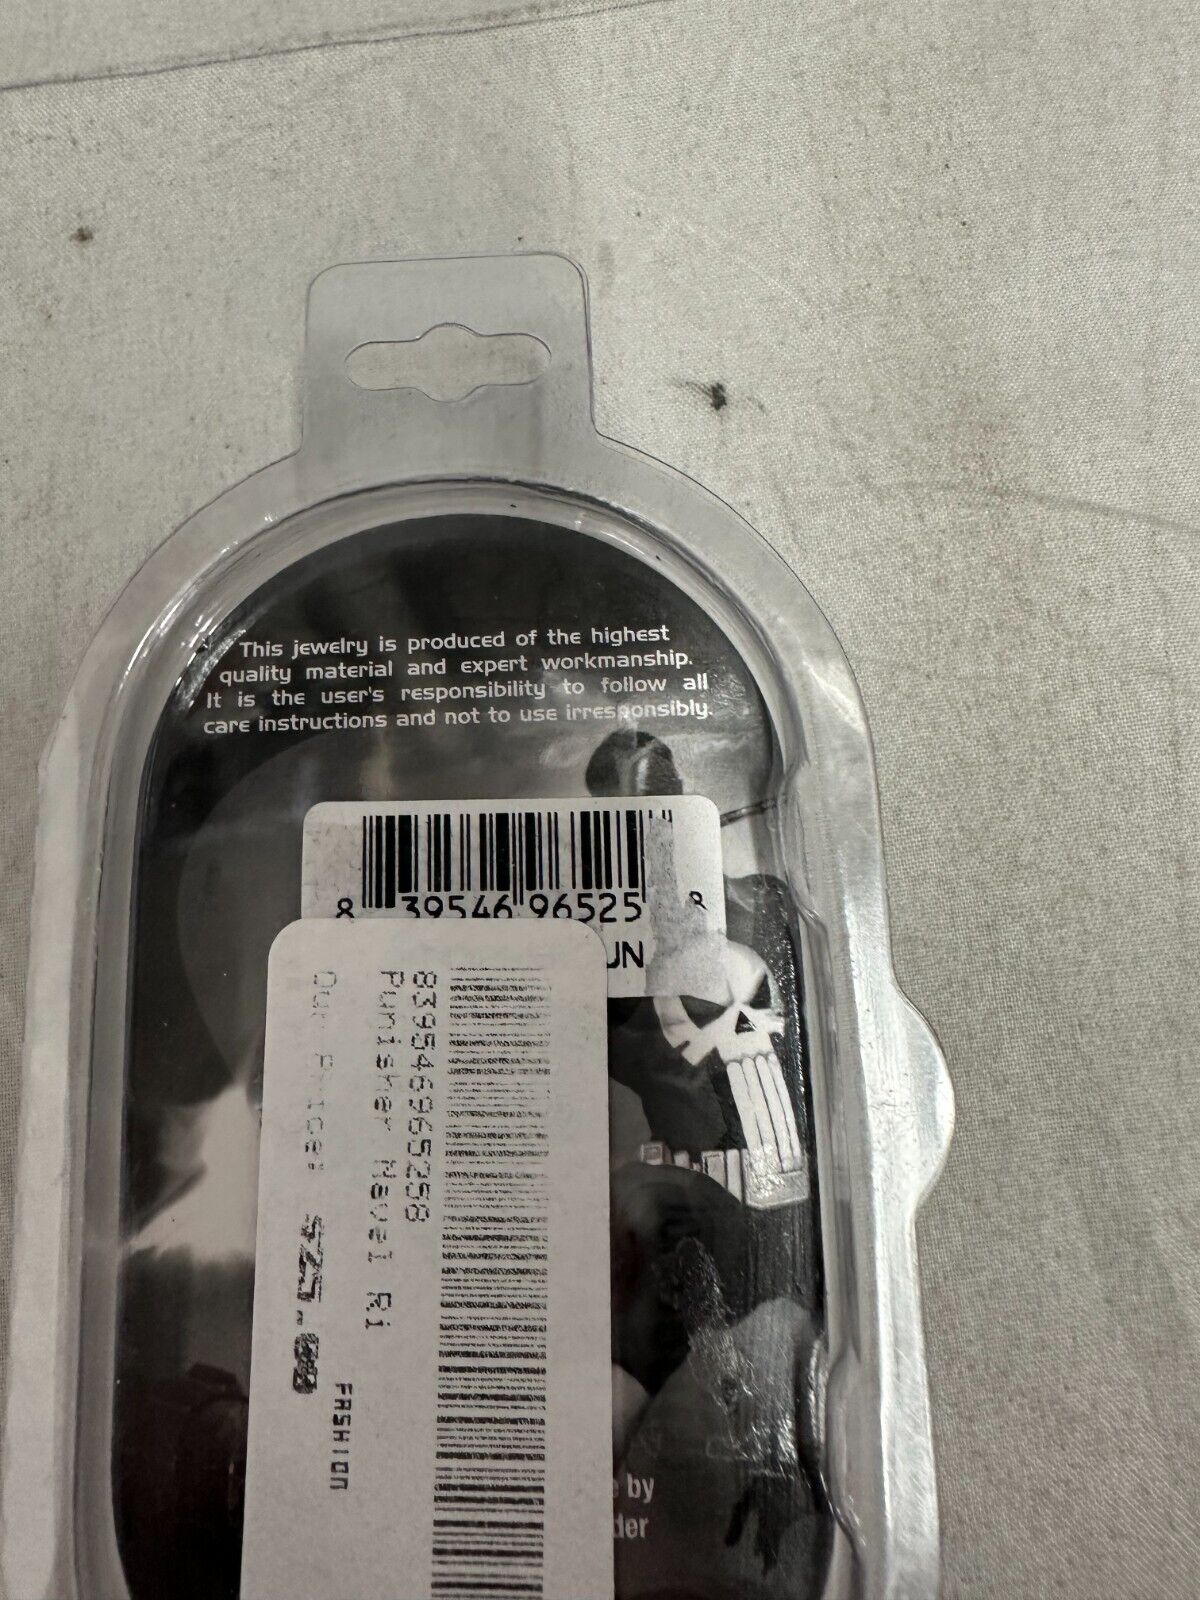 This jewelry is produced of the highest
quality material and expert workmanship.
It is the user's responsibility to follow all
care instructions and not to use irresponsibly.
8 39546 96525 8
UN
839546965258
Punisher Mavel Ri
Our Price:
FASHION
by
der